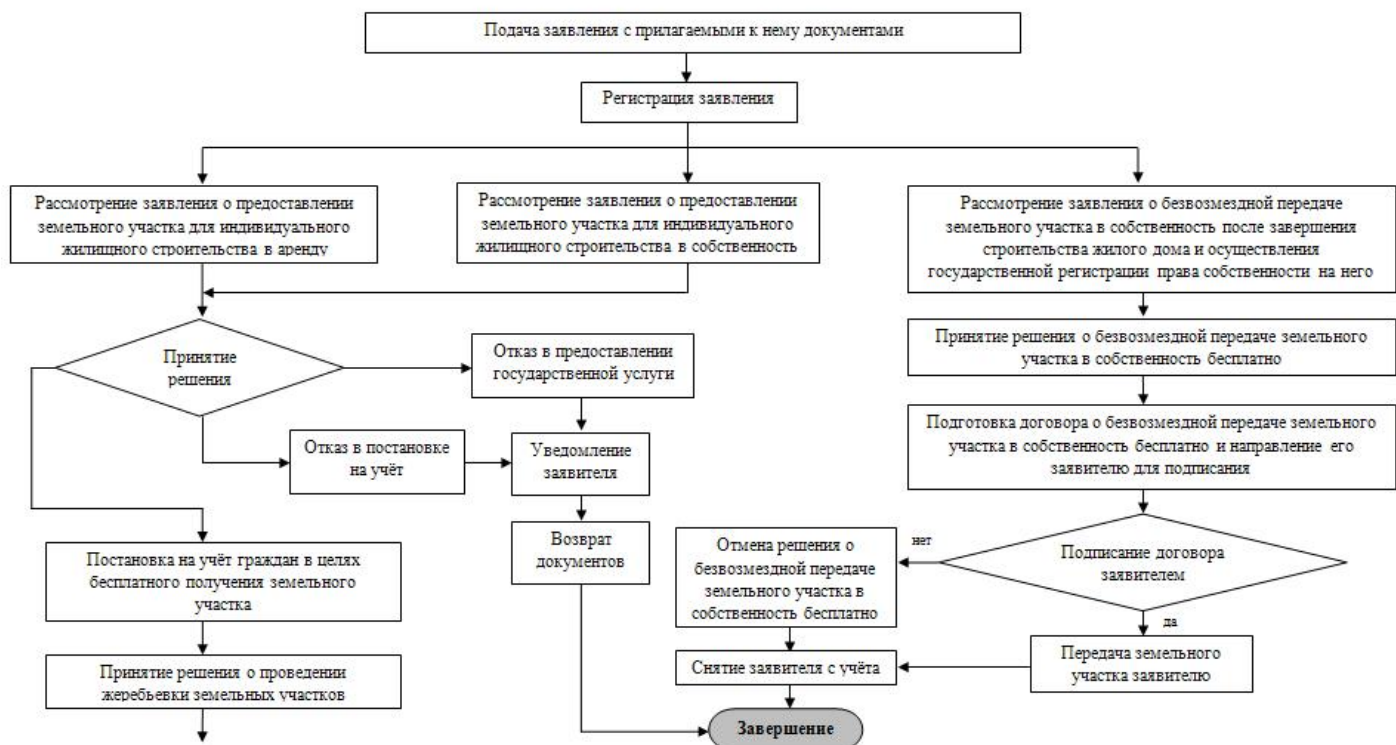 Подача заявления с прилагаемыми к нему документами
Регистрация заявления
Рассмотрение заявления о предоставлении
земельного участка для индивидуального
жилищного строительства в аренду
Рассмотрение заявления о предоставлении
земельного участка для индивидуального
жилищного строительства в собственность
Рассмотрение заявления о безвозмездной передаче
земельного участка в собственность после завершения
строительства жилого дома и осуществления
государственной регистрации права собственности на него
Принятие
решения
Отказ в предоставлении
государственной услуги
Принятие решения о безвозмездной передаче земельного
участка в собственность бесплатно
Отказ в постановке
на учёт
Уведомление
заявителя
Подготовка договора о безвозмездной передаче земельного
участка в собственность бесплатно и направление его
заявителю для подписания
Возврат
документов
Отмена решения о
безвозмездной передаче
земельного участка в
собственность бесплатно
нет
Подписание договора
заявителем
да
Постановка на учёт граждан в целях
бесплатного получения земельного
участка
Принятие решения о проведении
жеребьевки земельных участков
Снятие заявителя с учёта
Передача земельного
участка заявителю
Завершение